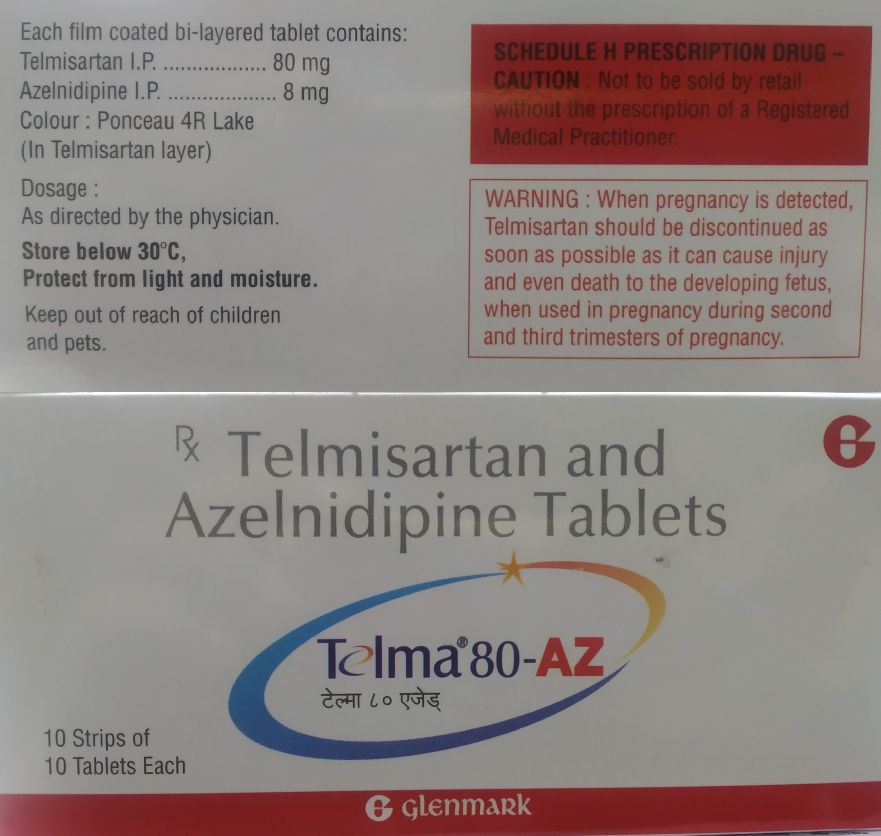 Each film coated bi-layered tablet contains:
Telmisartan I.P. .................. 80 mg
Azelnidipine I.P. ................... 8 mg
Colour : Ponceau 4R Lake
(In Telmisartan layer)
Dosage :
As directed by the physician.
Store below 30°C,
Protect from light and moisture.
Keep out of reach of children
and pets.
SCHEDULE H PRESCRIPTION DRUG –
CAUTION : Not to be sold by retail
without the prescription of a Registared
Medical Practitioner.
WARNING : When pregnancy is detected,
Telmisartan should be discontinued as
soon as possible as it can cause injury
and even death to the developing fetus,
when used in pregnancy during second
and third trimesters of pregnancy.
Rx Telmisartan and
Azelnidipine Tablets
Telma® 80-AZ
टेल्मा ८० एजेड्
10 Strips of
10 Tablets Each
glenmark